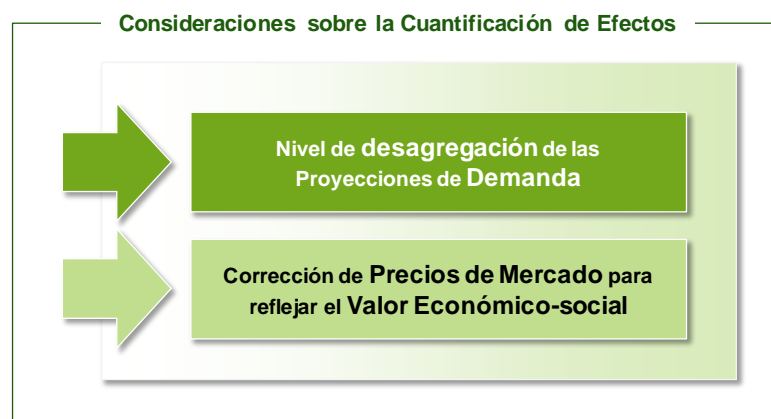 Consideraciones sobre la Cuantificación de Efectos
Nivel de desagregación de las
Proyecciones de Demanda
Corrección de Precios de Mercado para
reflejar el Valor Económico-social